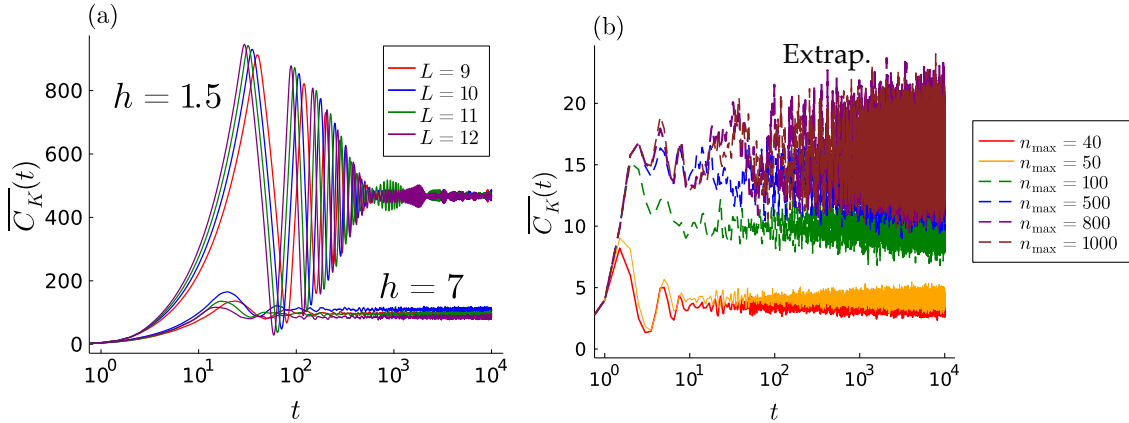 (a)
$\overline{C_K}(t)$
800
600
400
200
0
h = 1.5
h = 7
L = 9
L = 10
L = 11
L = 12
10^0
10^1
10^2
10^3
10^4
t
(b)
Extrap.
$\overline{C_K}(t)$
20
15
10
5
0
10^0
10^1
10^2
10^3
10^4
t
n_max = 40
n_max = 50
n_max = 100
n_max = 500
n_max = 800
n_max = 1000